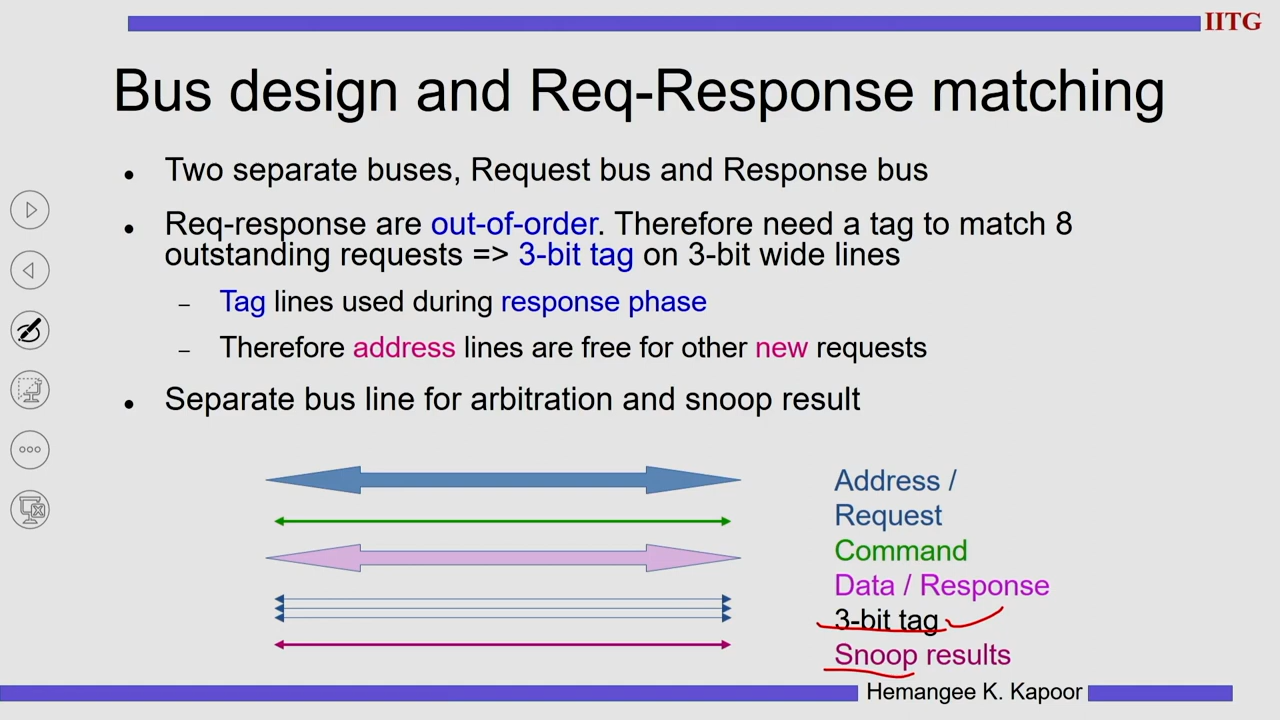 IITG
Bus design and Req-Response matching
• Two separate buses, Request bus and Response bus
• Req-response are out-of-order. Therefore need a tag to match 8
outstanding requests => 3-bit tag on 3-bit wide lines
– Tag lines used during response phase
– Therefore address lines are free for other new requests
• Separate bus line for arbitration and snoop result
Address /
Request
Command
Data / Response
3-bit tag
Snoop results
Hemangee K. Kapoor